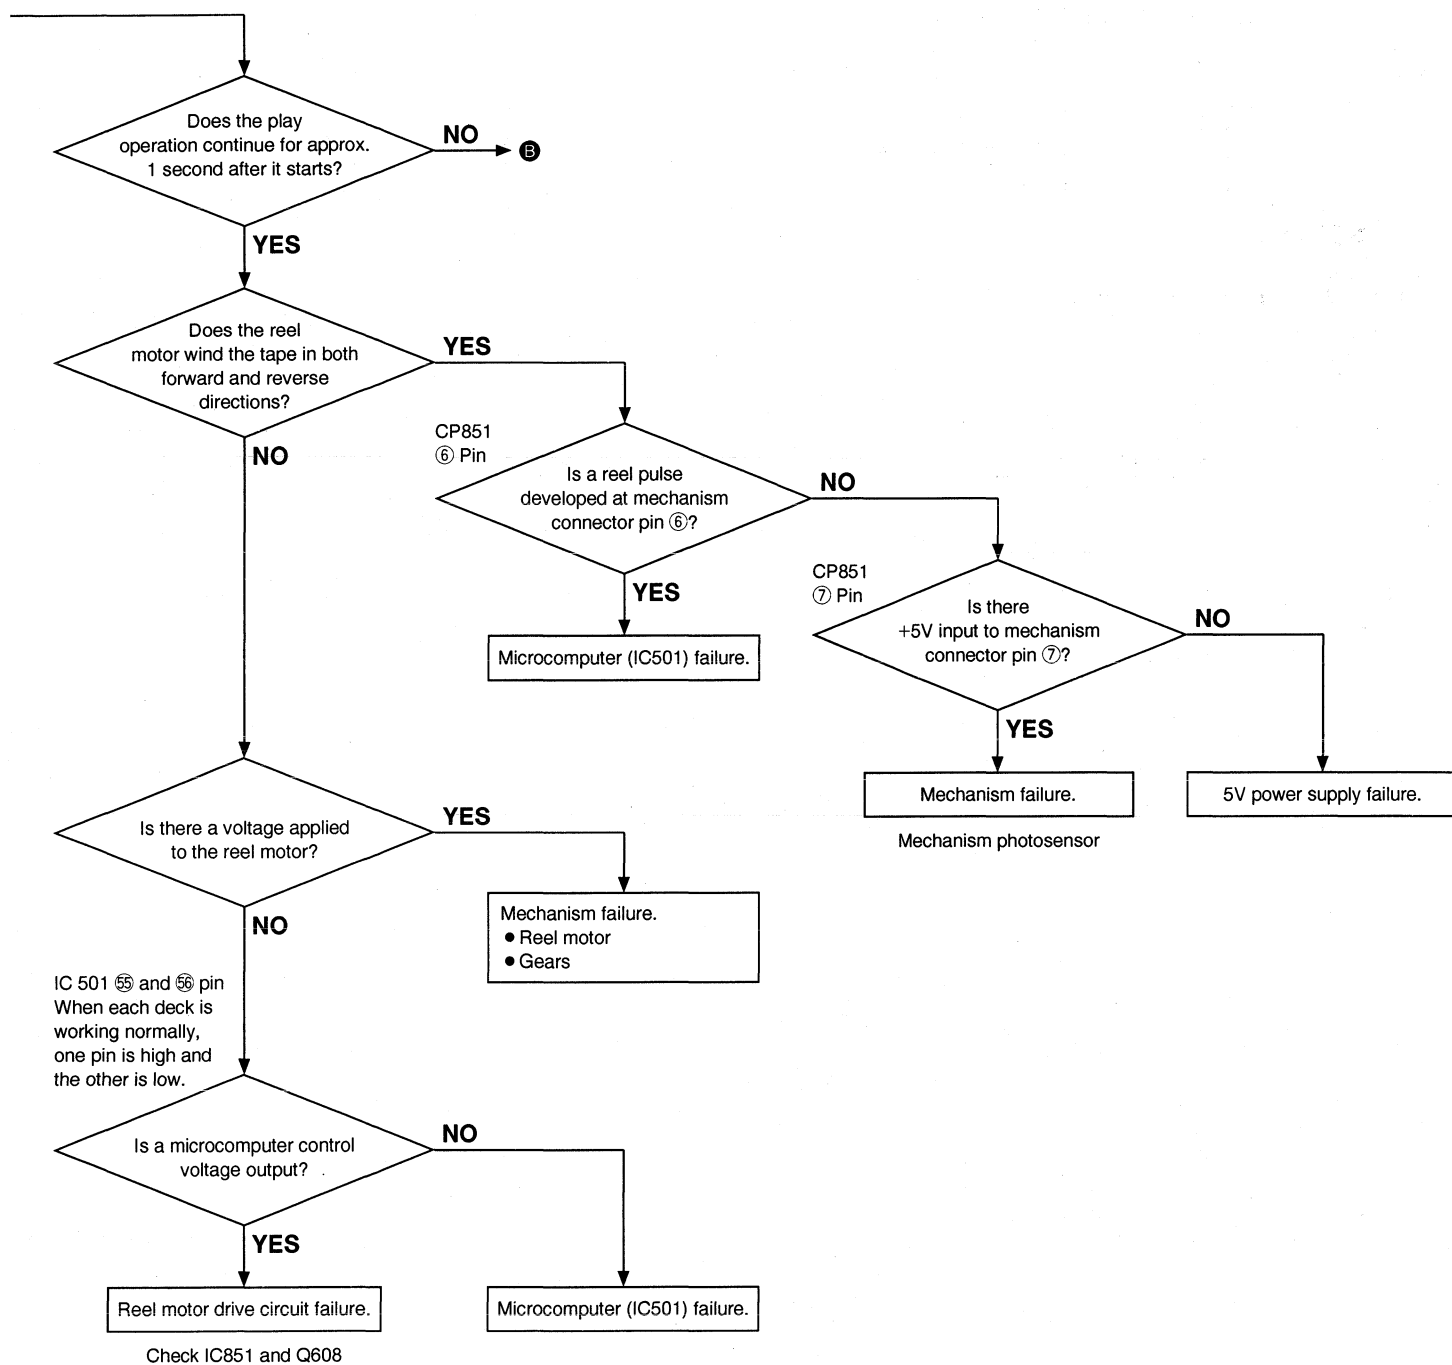 Does the play
operation continue for approx.
1 second after it starts?
NO
B
YES
Does the reel
motor wind the tape in both
forward and reverse
directions?
YES
NO
CP851
⑥ Pin
Is a reel pulse
developed at mechanism
connector pin ⑥?
NO
YES
Microcomputer (IC501) failure.
CP851
⑦ Pin
Is there
+5V input to mechanism
connector pin ⑦?
NO
YES
Mechanism failure.
Mechanism photosensor
5V power supply failure.
Is there a voltage applied
to the reel motor?
YES
NO
Mechanism failure.
● Reel motor
● Gears
IC 501 55 and 56 pin
When each deck is
working normally,
one pin is high and
the other is low.
Is a microcomputer control
voltage output?
NO
YES
Reel motor drive circuit failure.
Check IC851 and Q608
Microcomputer (IC501) failure.